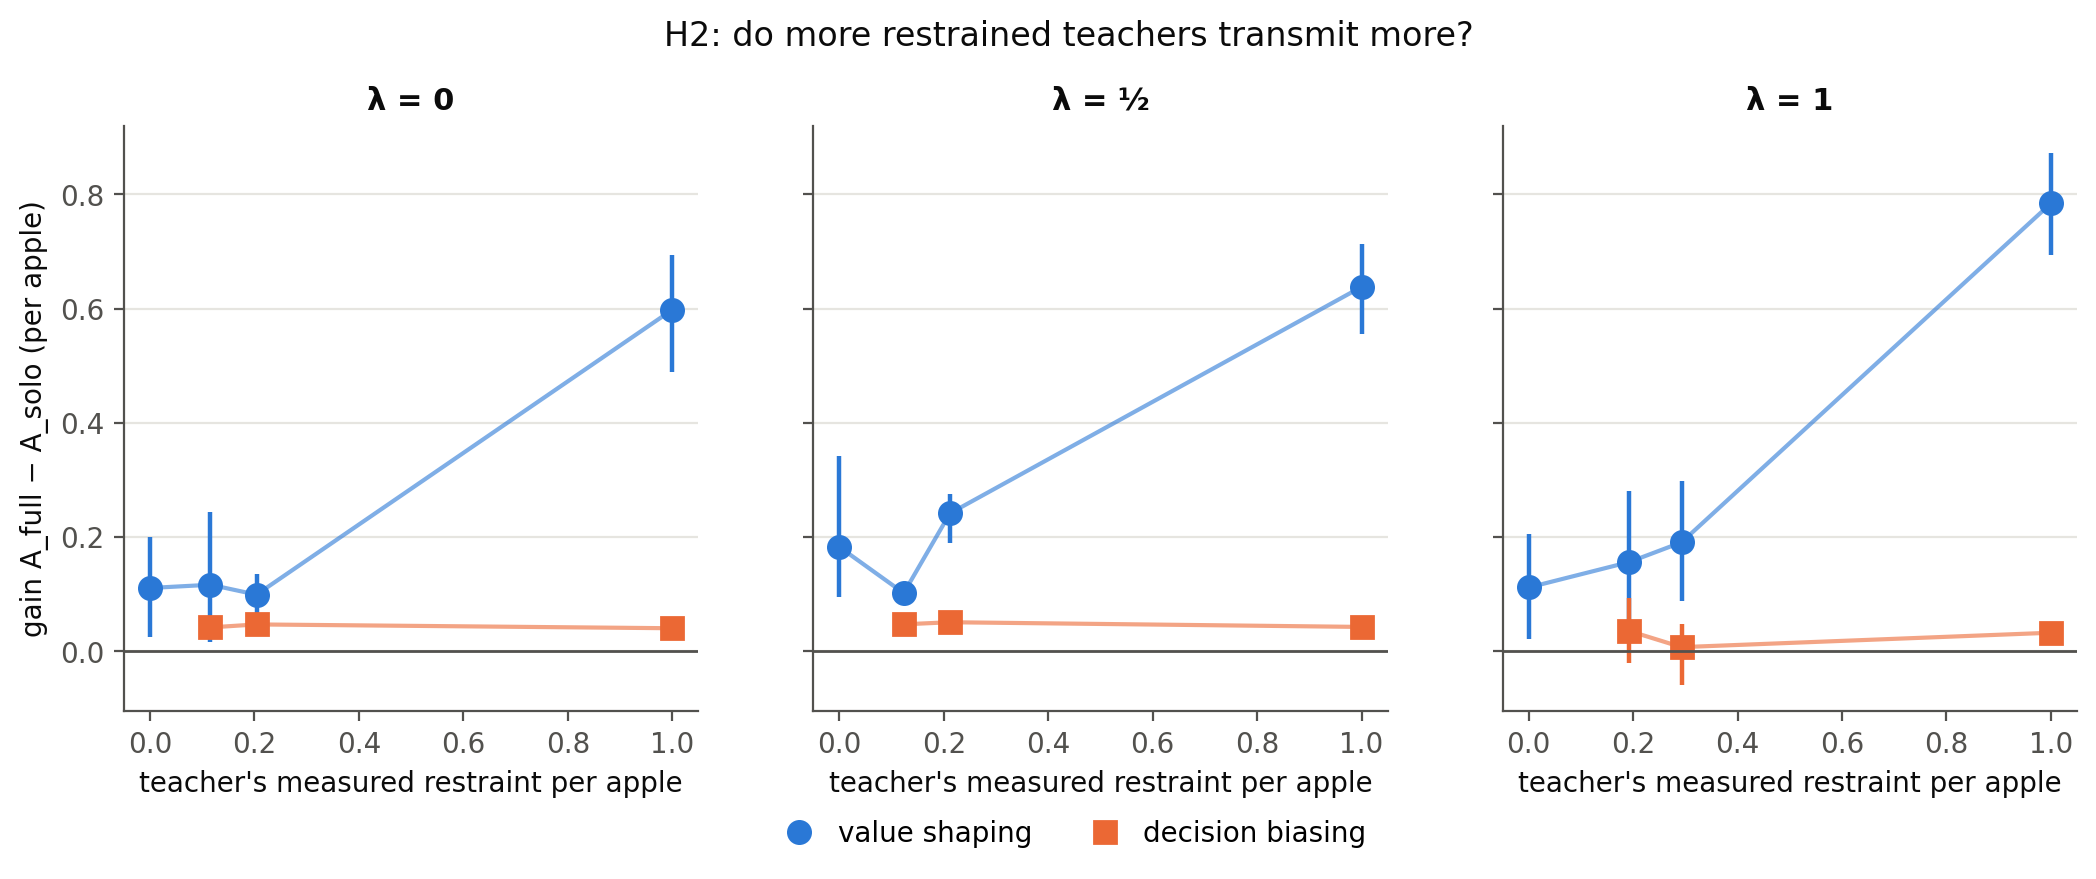 H2: do more restrained teachers transmit more?
λ = 0
λ = ½
λ = 1
gain A_full − A_solo (per apple)
0.8
0.6
0.4
0.2
0.0
0.0 0.2 0.4 0.6 0.8 1.0
0.0 0.2 0.4 0.6 0.8 1.0
0.0 0.2 0.4 0.6 0.8 1.0
teacher's measured restraint per apple
teacher's measured restraint per apple
teacher's measured restraint per apple
value shaping
decision biasing